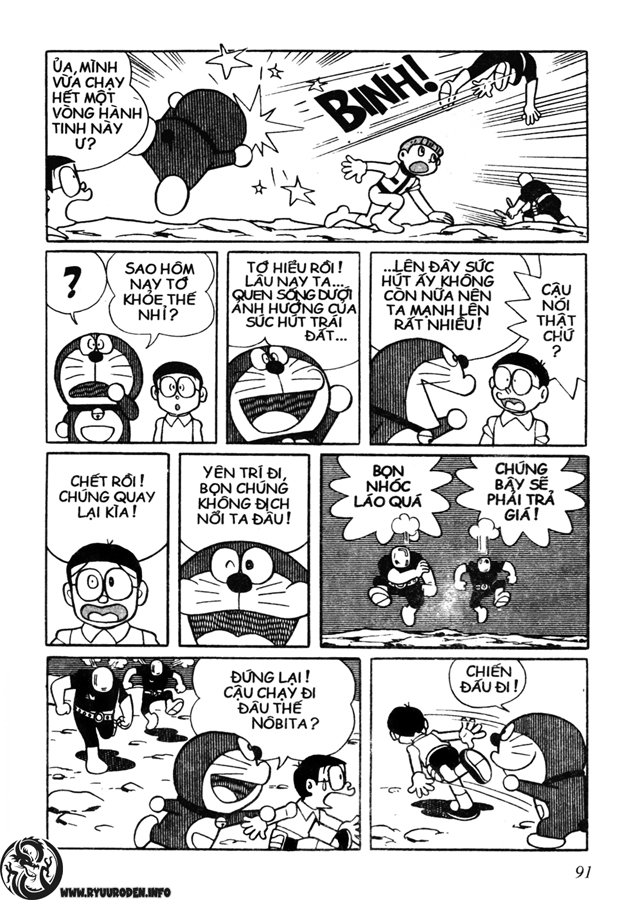 ỦA, MÌNH
VỪA CHẠY
HẾT MỘT
VÒNG HÀNH
TINH NÀY
Ư?
BINH!
?
SAO HÔM
NAY TỚ
KHỎE THẾ
NHỈ?
TỚ HIỂU RỒI!
LÂU NAY TA...
QUEN SỐNG DƯỚI
ẢNH HƯỞNG CỦA
SỨC HÚT TRÁI
ĐẤT...
...LÊN ĐÂY SỨC
HÚT ẤY KHÔNG
CÒN NỮA NÊN
TA MẠNH LÊN
RẤT NHIỀU!
CẬU
NÓI
THẬT
CHỨ
?
CHẾT RỒI!
CHÚNG QUAY
LẠI KÌA!
YÊN TRÍ ĐI,
BỌN CHÚNG
KHÔNG ĐỊCH
NỔI TA ĐÂU!
BỌN
NHÓC
LÁO QUÁ
CHÚNG
BÂY SẼ
PHẢI TRẢ
GIÁ!
ĐỨNG LẠI!
CẬU CHẠY ĐI
ĐÂU THẾ
NÔBITA?
CHIẾN
ĐẤU ĐI!
91
WWW.RYUURODEN.INFO